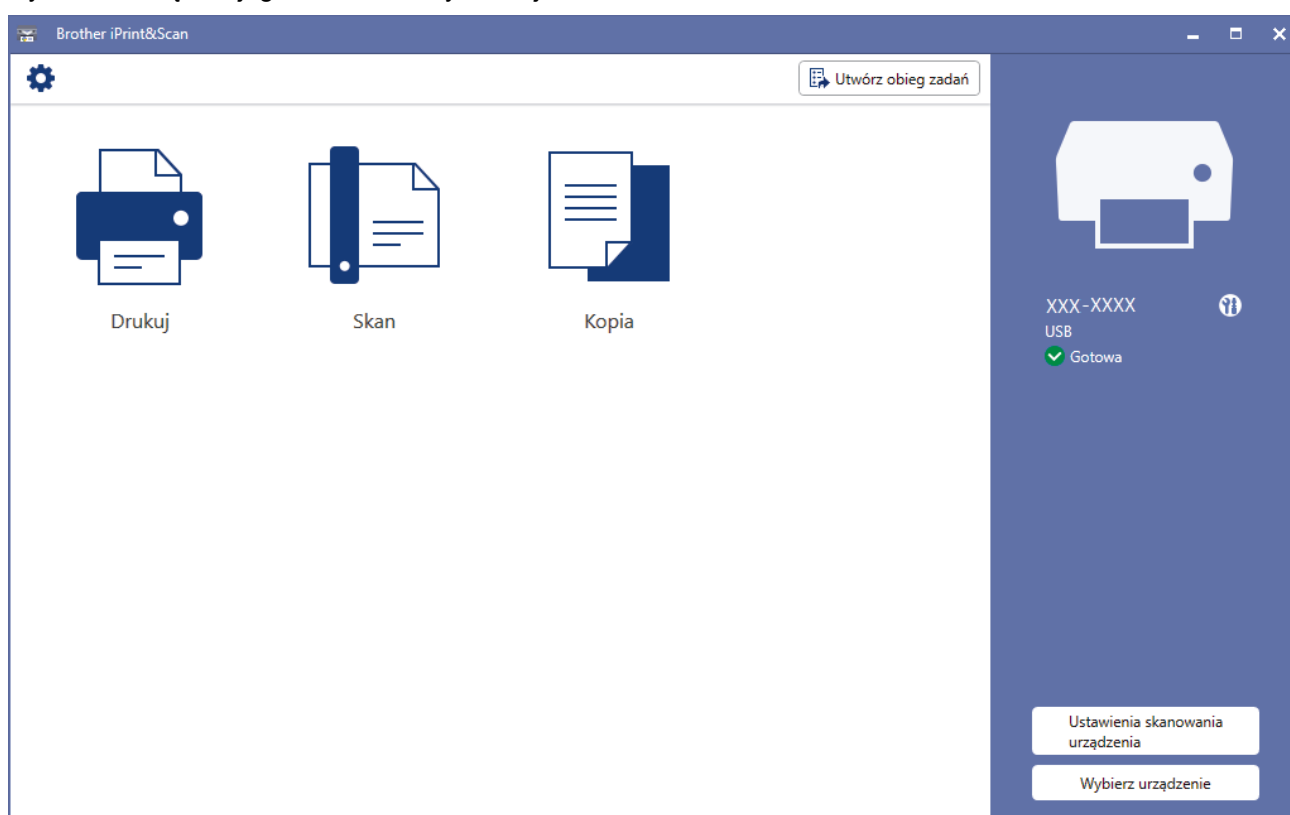 Brother iPrint&Scan
Utwórz obieg zadań
Drukuj
Skan
Kopia
XXX-XXXX
USB
Gotowa
Ustawienia skanowania
urządzenia
Wybierz urządzenie